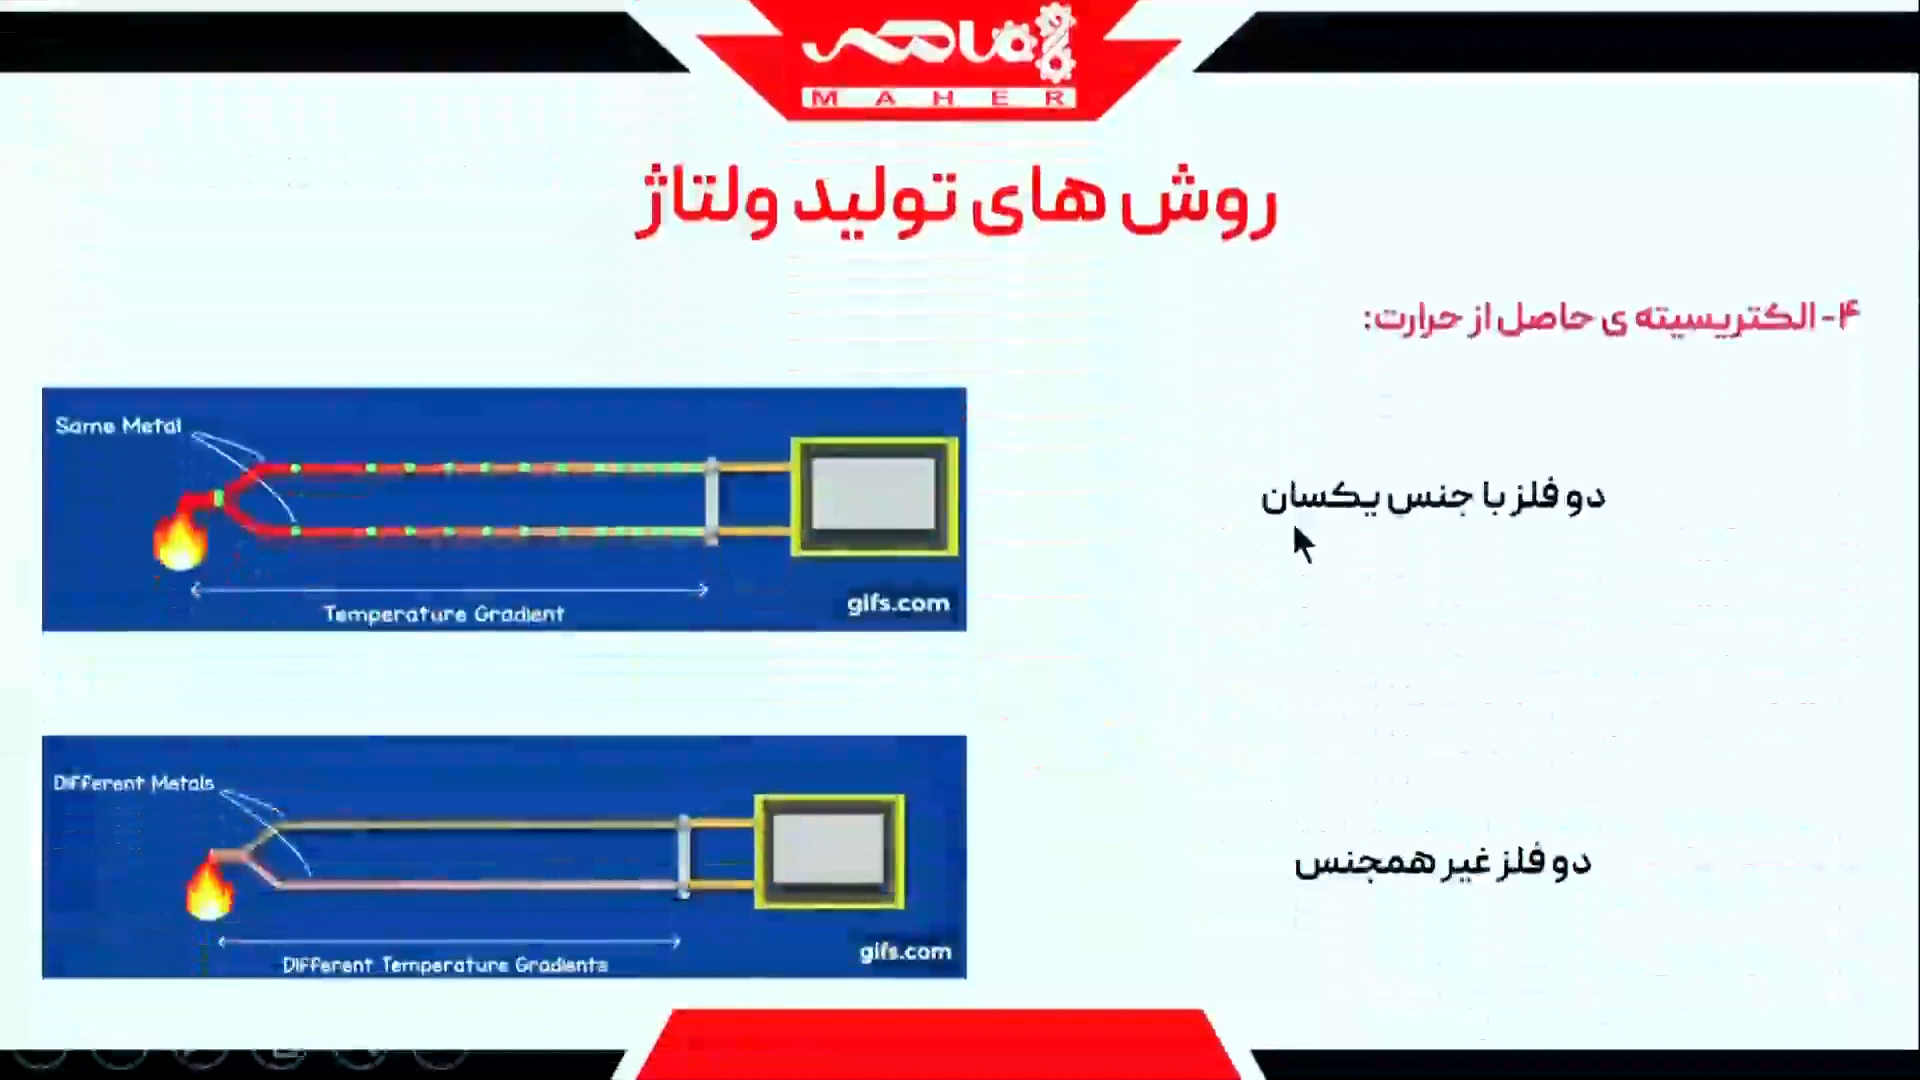 ماهر
MAHER
روش های تولید ولتاژ
۴- الکتریسیته ی حاصل از حرارت:
Same Metal
Temperature Gradient
gifs.com
دو فلز با جنس یکسان
Different Metals
Different Temperature Gradients
gifs.com
دو فلز غیر همجنس